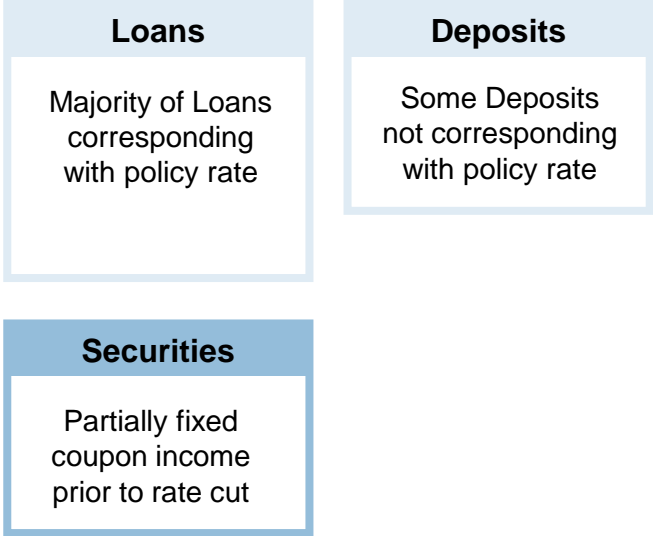 Loans
Majority of Loans
corresponding
with policy rate
Deposits
Some Deposits
not corresponding
with policy rate
Securities
Partially fixed
coupon income
prior to rate cut